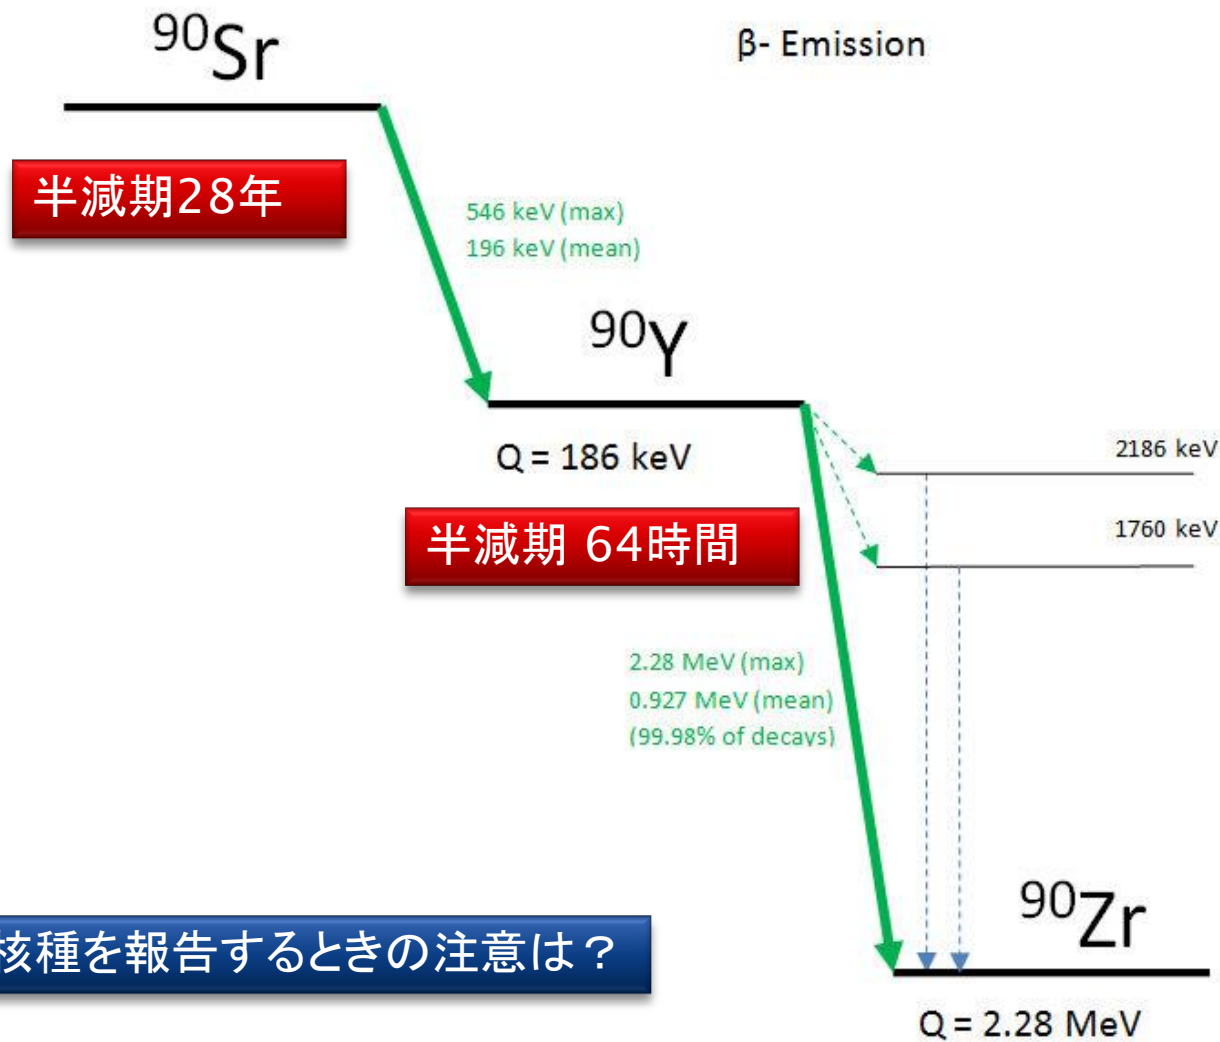 ⁹⁰Sr
β- Emission
半減期28年
546 keV (max)
196 keV (mean)
⁹⁰Y
Q = 186 keV
2186 keV
1760 keV
半減期 64時間
2.28 MeV (max)
0.927 MeV (mean)
(99.98% of decays)
⁹⁰Zr
核種を報告するときの注意は？
Q = 2.28 MeV